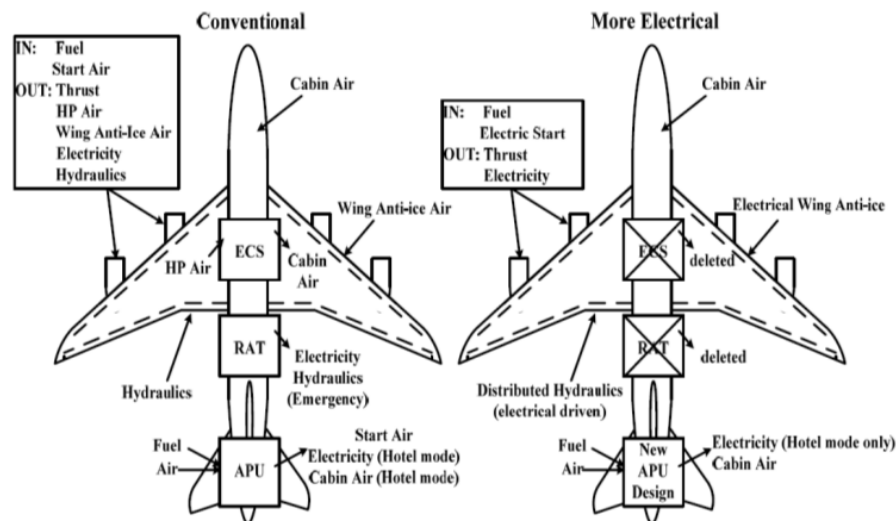 Conventional
IN: Fuel
Start Air
OUT: Thrust
HP Air
Wing Anti-Ice Air
Electricity
Hydraulics
Cabin Air
Wing Anti-ice Air
HP Air
ECS
Cabin
Air
RAT
Electricity
Hydraulics
(Emergency)
Hydraulics
Fuel
Air
APU
Start Air
Electricity (Hotel mode)
Cabin Air (Hotel mode)
More Electrical
IN: Fuel
Electric Start
OUT: Thrust
Electricity
Cabin Air
Electrical Wing Anti-ice
ECS
deleted
RAT
deleted
Distributed Hydraulics
(electrical driven)
Fuel
Air
New
APU
Design
Electricity (Hotel mode only)
Cabin Air